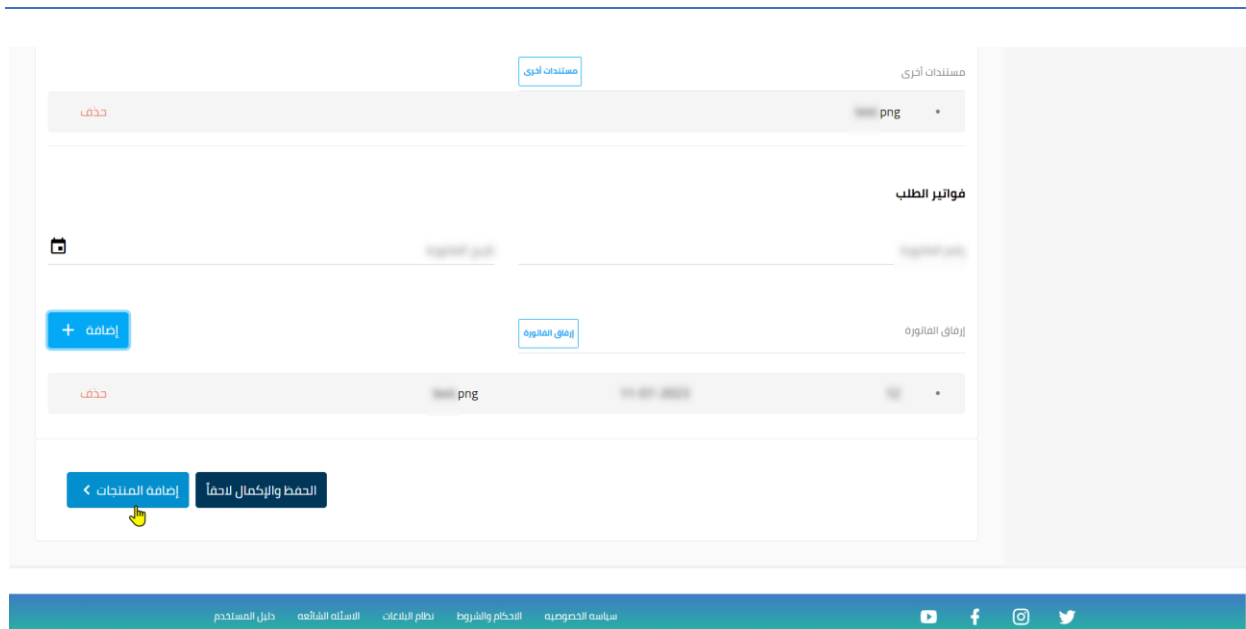 مستندات أخرى
مستندات أخرى
png
حذف
فواتير الطلب
إرفاق الفاتورة
إرفاق الفاتورة
إضافة +
png
حذف
الحفظ والإكمال لاحقاً
إضافة المنتجات
سياسه الخصوصيه الاحكام والشروط نظام البلاغات الاسئله الشائعه دليل المستخدم